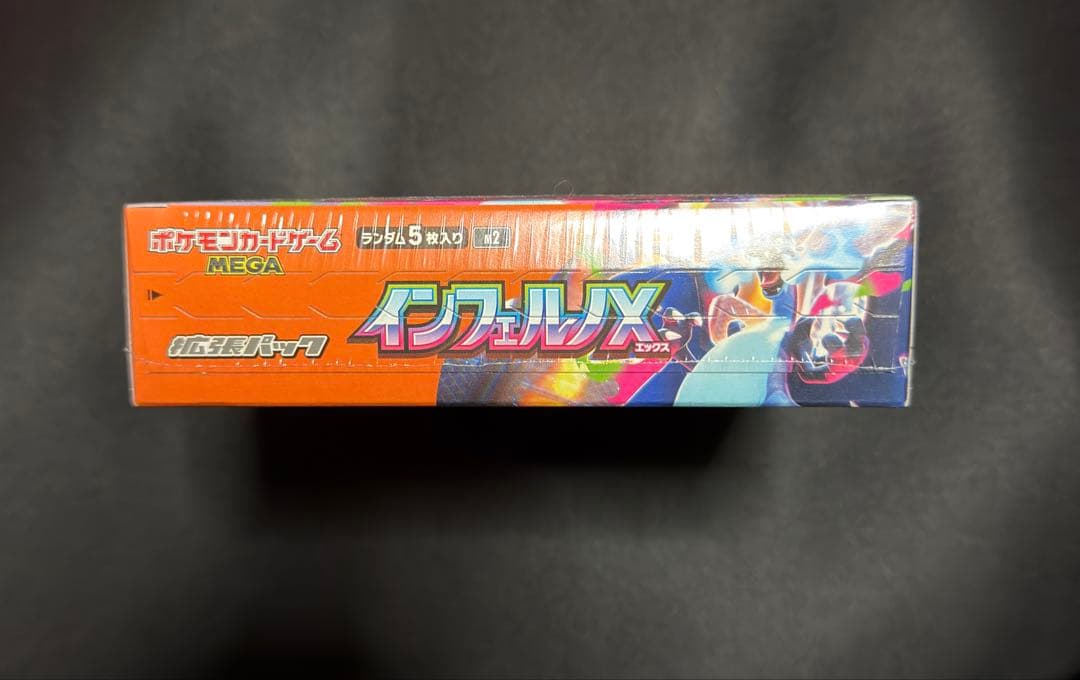 ポケモンカードゲーム
MEGA
ランダム5枚入り M2
インフェルノX
エックス
拡張パック